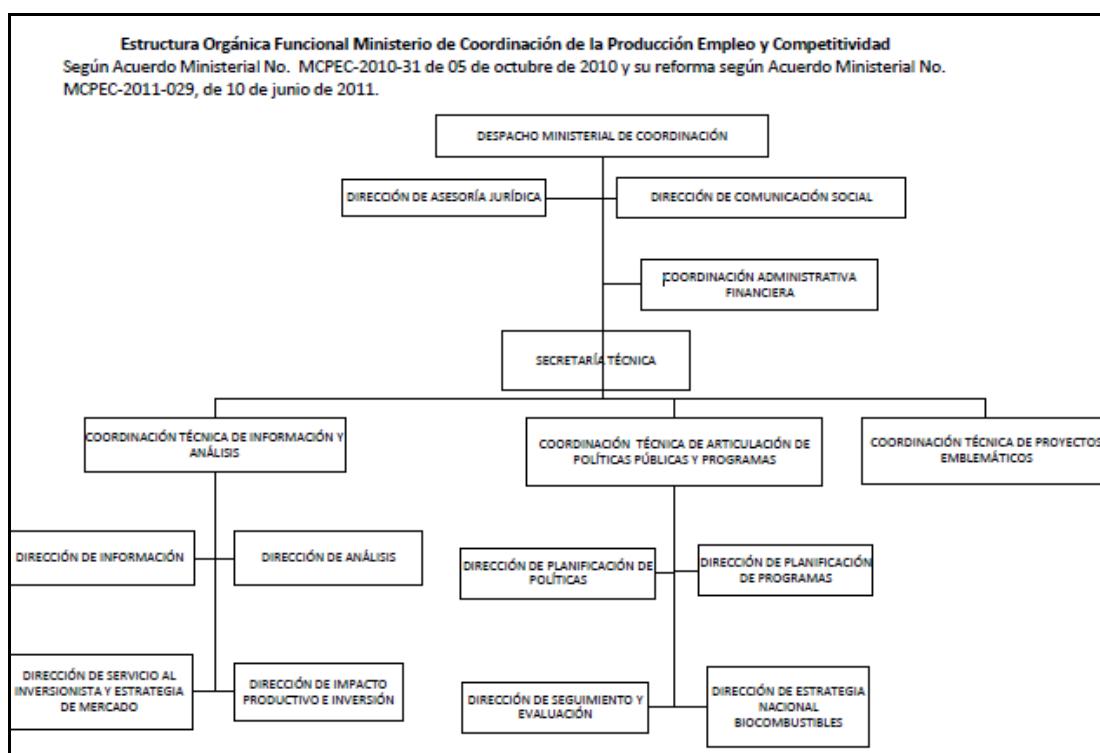 Estructura Orgánica Funcional Ministerio de Coordinación de la Producción Empleo y Competitividad
Según Acuerdo Ministerial No. MCPEC-2010-31 de 05 de octubre de 2010 y su reforma según Acuerdo Ministerial No.
MCPEC-2011-029, de 10 de junio de 2011.
DESPACHO MINISTERIAL DE COORDINACIÓN
DIRECCIÓN DE ASESORÍA JURÍDICA
DIRECCIÓN DE COMUNICACIÓN SOCIAL
COORDINACIÓN ADMINISTRATIVA
FINANCIERA
SECRETARÍA TÉCNICA
COORDINACIÓN TÉCNICA DE INFORMACIÓN Y
ANÁLISIS
COORDINACIÓN TÉCNICA DE ARTICULACIÓN DE
POLÍTICAS PÚBLICAS Y PROGRAMAS
COORDINACIÓN TÉCNICA DE PROYECTOS
EMBLEMÁTICOS
DIRECCIÓN DE INFORMACIÓN
DIRECCIÓN DE ANÁLISIS
DIRECCIÓN DE PLANIFICACIÓN DE
POLÍTICAS
DIRECCIÓN DE PLANIFICACIÓN
DE PROGRAMAS
DIRECCIÓN DE SERVICIO AL
INVERSIONISTA Y ESTRATEGIA
DE MERCADO
DIRECCIÓN DE IMPACTO
PRODUCTIVO E INVERSIÓN
DIRECCIÓN DE SEGUIMIENTO Y
EVALUACIÓN
DIRECCIÓN DE ESTRATEGIA
NACIONAL
BIOCOMBUSTIBLES